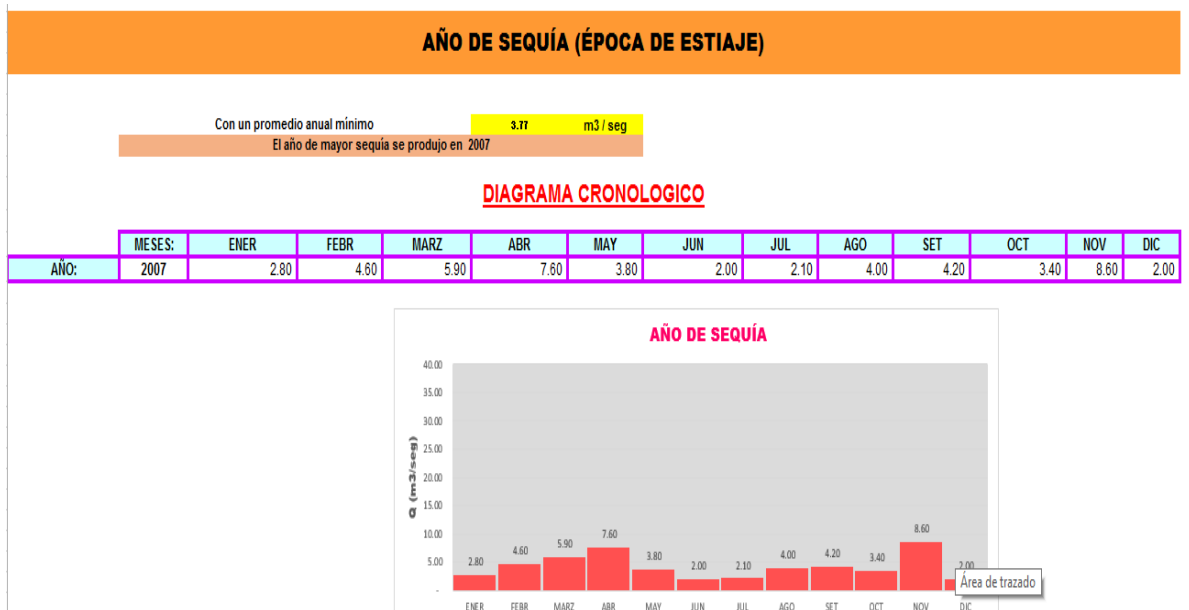 AÑO DE SEQUÍA (ÉPOCA DE ESTIAJE)
Con un promedio anual mínimo 3.77 m3 / seg
El año de mayor sequía se produjo en 2007
DIAGRAMA CRONOLOGICO
MESES: ENER FEBR MARZ ABR MAY JUN JUL AGO SET OCT NOV DIC
AÑO: 2007 2.80 4.60 5.90 7.60 3.80 2.00 2.10 4.00 4.20 3.40 8.60 2.00
AÑO DE SEQUÍA
Q (m3/seg)
40.00
35.00
30.00
25.00
20.00
15.00
10.00
5.00
-
2.80 4.60 5.90 7.60 3.80 2.00 2.10 4.00 4.20 3.40 8.60 2.00
Área de trazado
ENER FEBR MARZ ABR MAY JUN JUL AGO SET OCT NOV DIC